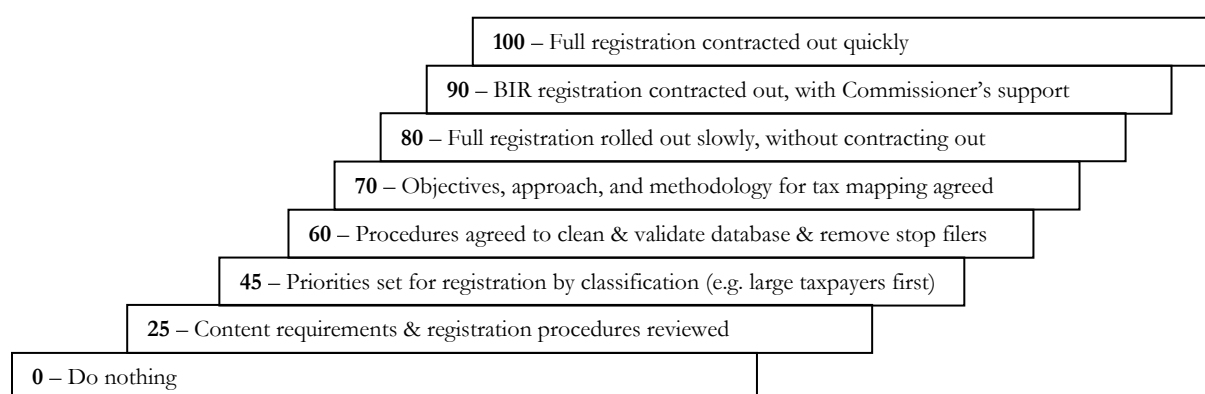 100 – Full registration contracted out quickly
90 – BIR registration contracted out, with Commissioner's support
80 – Full registration rolled out slowly, without contracting out
70 – Objectives, approach, and methodology for tax mapping agreed
60 – Procedures agreed to clean & validate database & remove stop filers
45 – Priorities set for registration by classification (e.g. large taxpayers first)
25 – Content requirements & registration procedures reviewed
0 – Do nothing